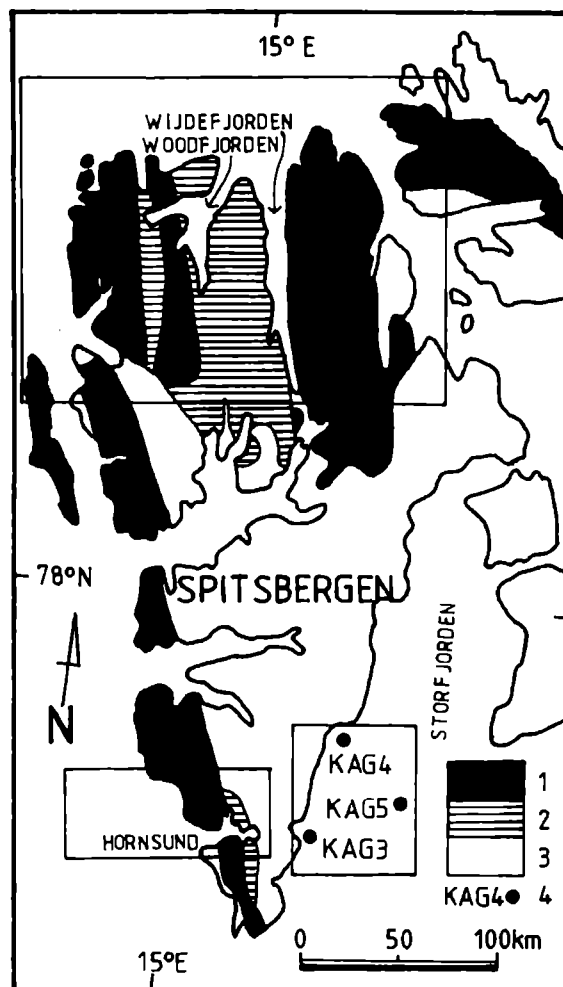 15° E
WIJDEFJORDEN
WOODFJORDEN
78°N
SPITSBERGEN
STORFJORDEN
N
KAG4
KAG5
KAG3
HORNSUND
1
2
3
KAG4 4
0 50 100km
15°E